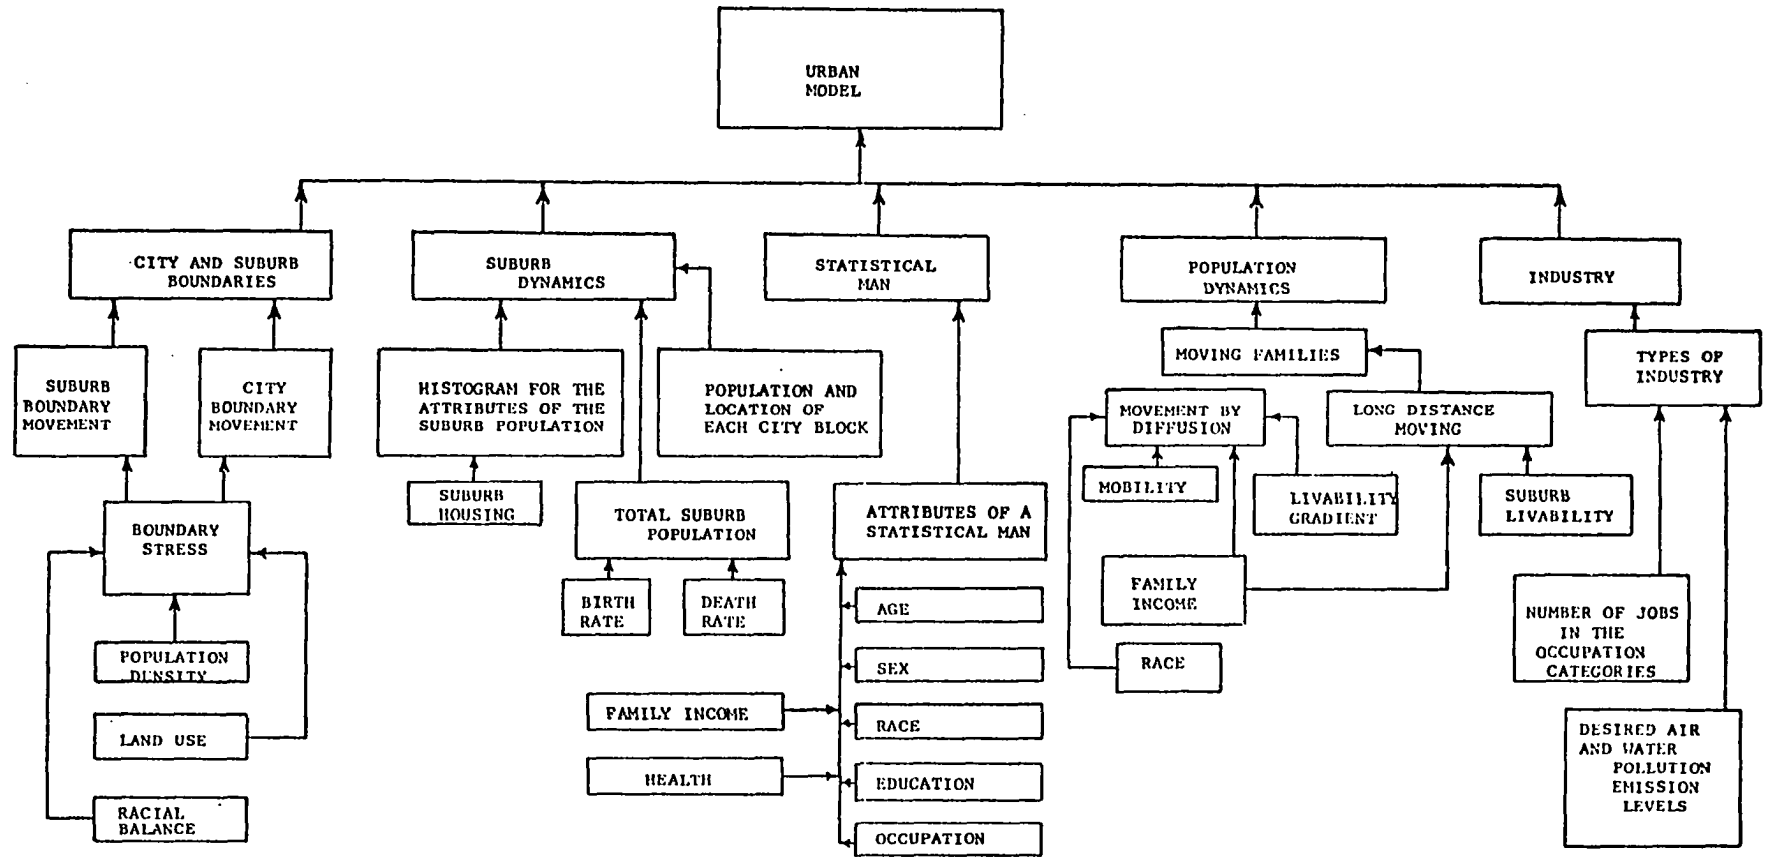 URBAN
MODEL
CITY AND SUBURB
BOUNDARIES
SUBURB
DYNAMICS
STATISTICAL
MAN
POPULATION
DYNAMICS
INDUSTRY
SUBURB
BOUNDARY
MOVEMENT
CITY
BOUNDARY
MOVEMENT
HISTOGRAM FOR THE
ATTRIBUTES OF THE
SUBURB POPULATION
POPULATION AND
LOCATION OF
EACH CITY BLOCK
MOVING FAMILIES
TYPES OF
INDUSTRY
MOVEMENT BY
DIFFUSION
LONG DISTANCE
MOVING
BOUNDARY
STRESS
SUBURB
HOUSING
TOTAL SUBURB
POPULATION
ATTRIBUTES OF A
STATISTICAL MAN
MOBILITY
LIVABILITY
GRADIENT
SUBURB
LIVABILITY
BIRTH
RATE
DEATH
RATE
AGE
FAMILY
INCOME
NUMBER OF JOBS
IN THE
OCCUPATION
CATEGORIES
POPULATION
DENSITY
SEX
RACE
FAMILY INCOME
RACE
LAND USE
HEALTH
EDUCATION
DESIRED AIR
AND WATER
POLLUTION
EMISSION
LEVELS
RACIAL
BALANCE
OCCUPATION